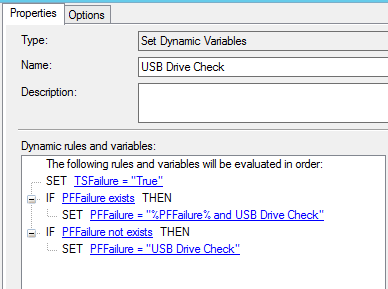 Properties Options
Type: Set Dynamic Variables
Name: USB Drive Check
Description:
Dynamic rules and variables:
The following rules and variables will be evaluated in order:
SET TSFailure = "True"
IF PFFailure exists THEN
SET PFFailure = "%PFFailure% and USB Drive Check"
IF PFFailure not exists THEN
SET PFFailure = "USB Drive Check"